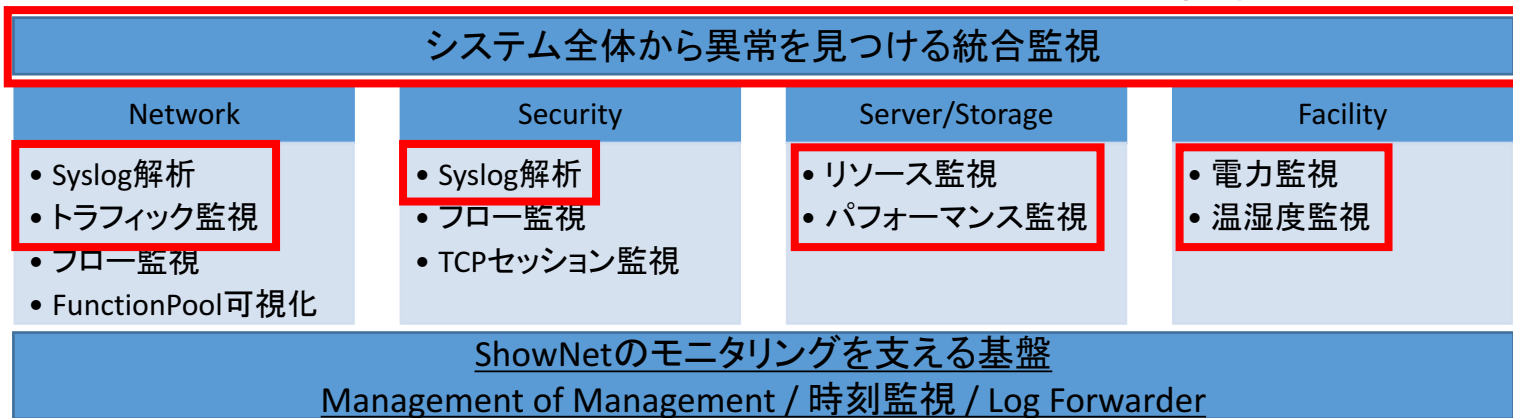 システム全体から異常を見つける統合監視
Network
• Syslog解析
• トラフィック監視
• フロー監視
• FunctionPool可視化
Security
• Syslog解析
• フロー監視
• TCPセッション監視
Server/Storage
• リソース監視
• パフォーマンス監視
Facility
• 電力監視
• 温湿度監視
ShowNetのモニタリングを支える基盤
Management of Management / 時刻監視 / Log Forwarder